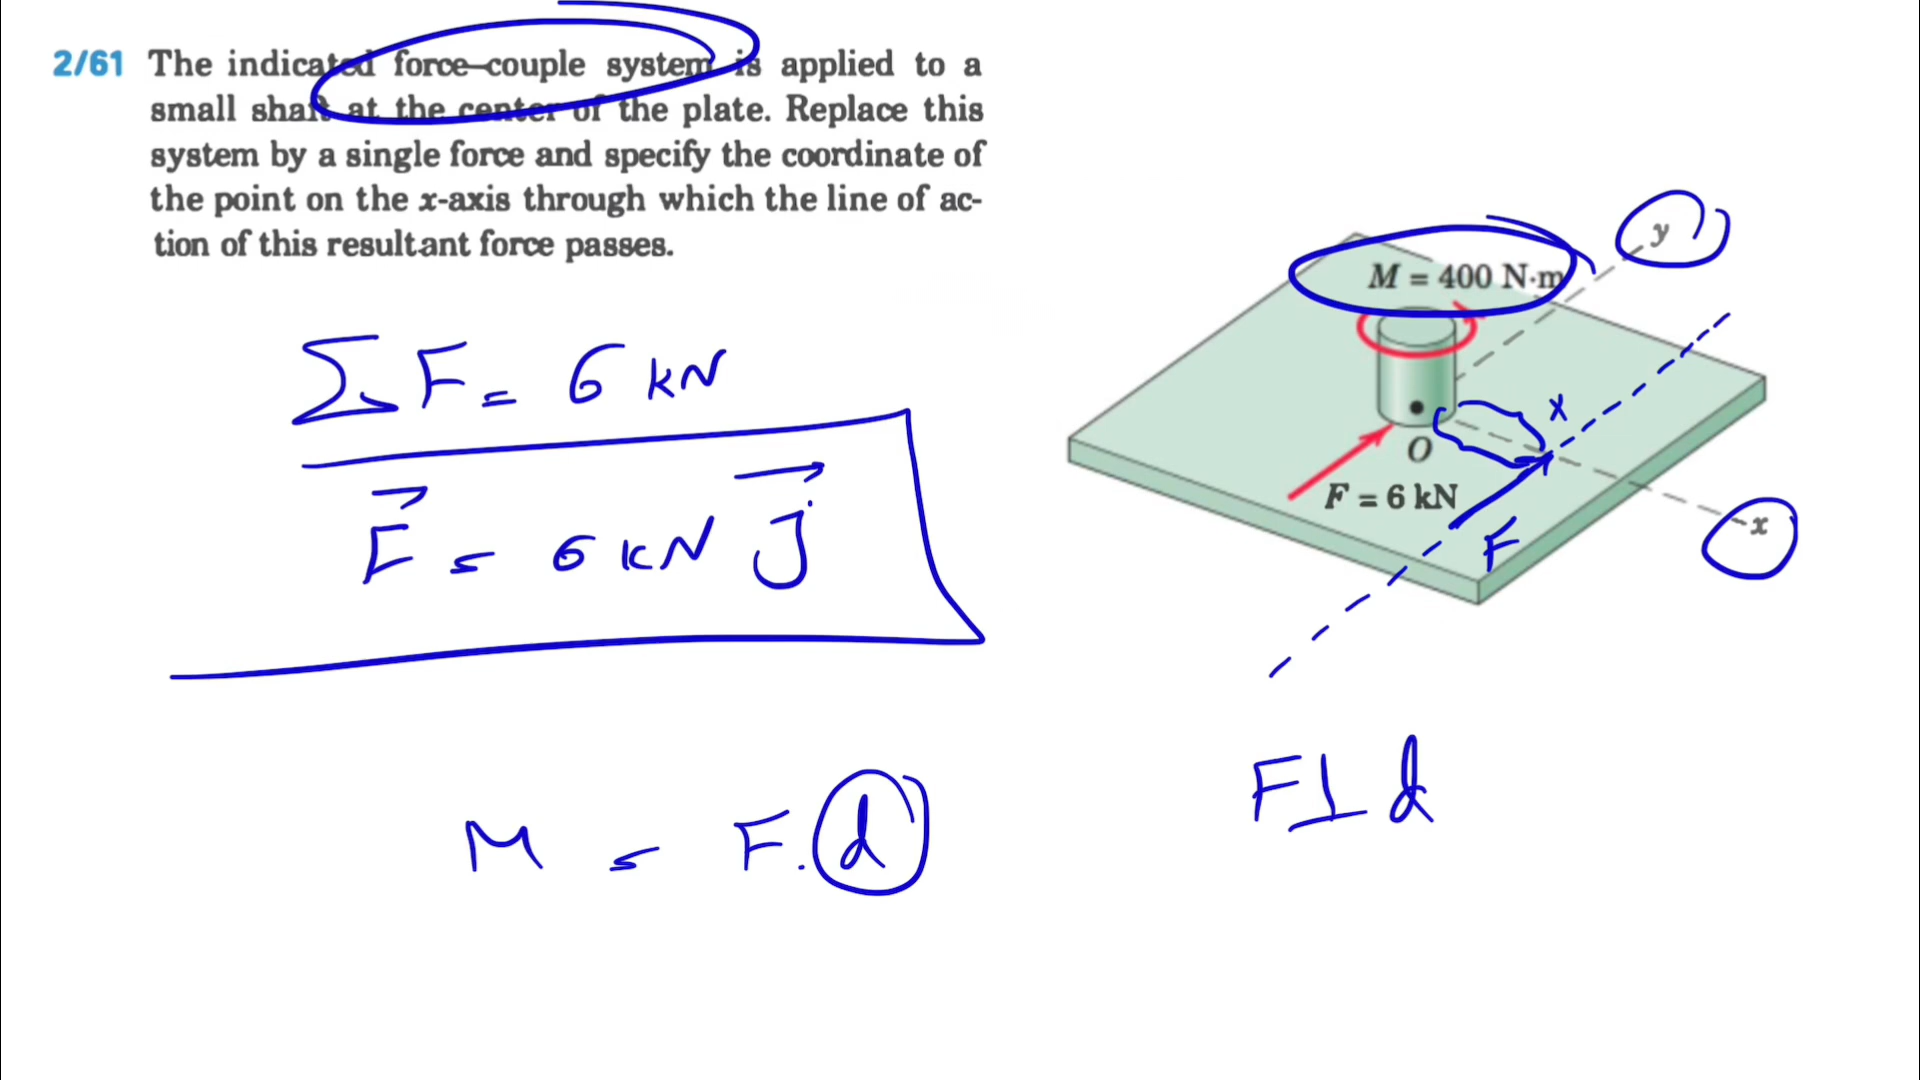 2/61 The indicated force–couple system is applied to a
small shaft at the center of the plate. Replace this
system by a single force and specify the coordinate of
the point on the x-axis through which the line of ac-
tion of this resultant force passes.
M = 400 N·m
y
x
O
F = 6 kN
x
F
∑F = 6 kN
F = 6 kN j
F ⊥ d
M = F . d